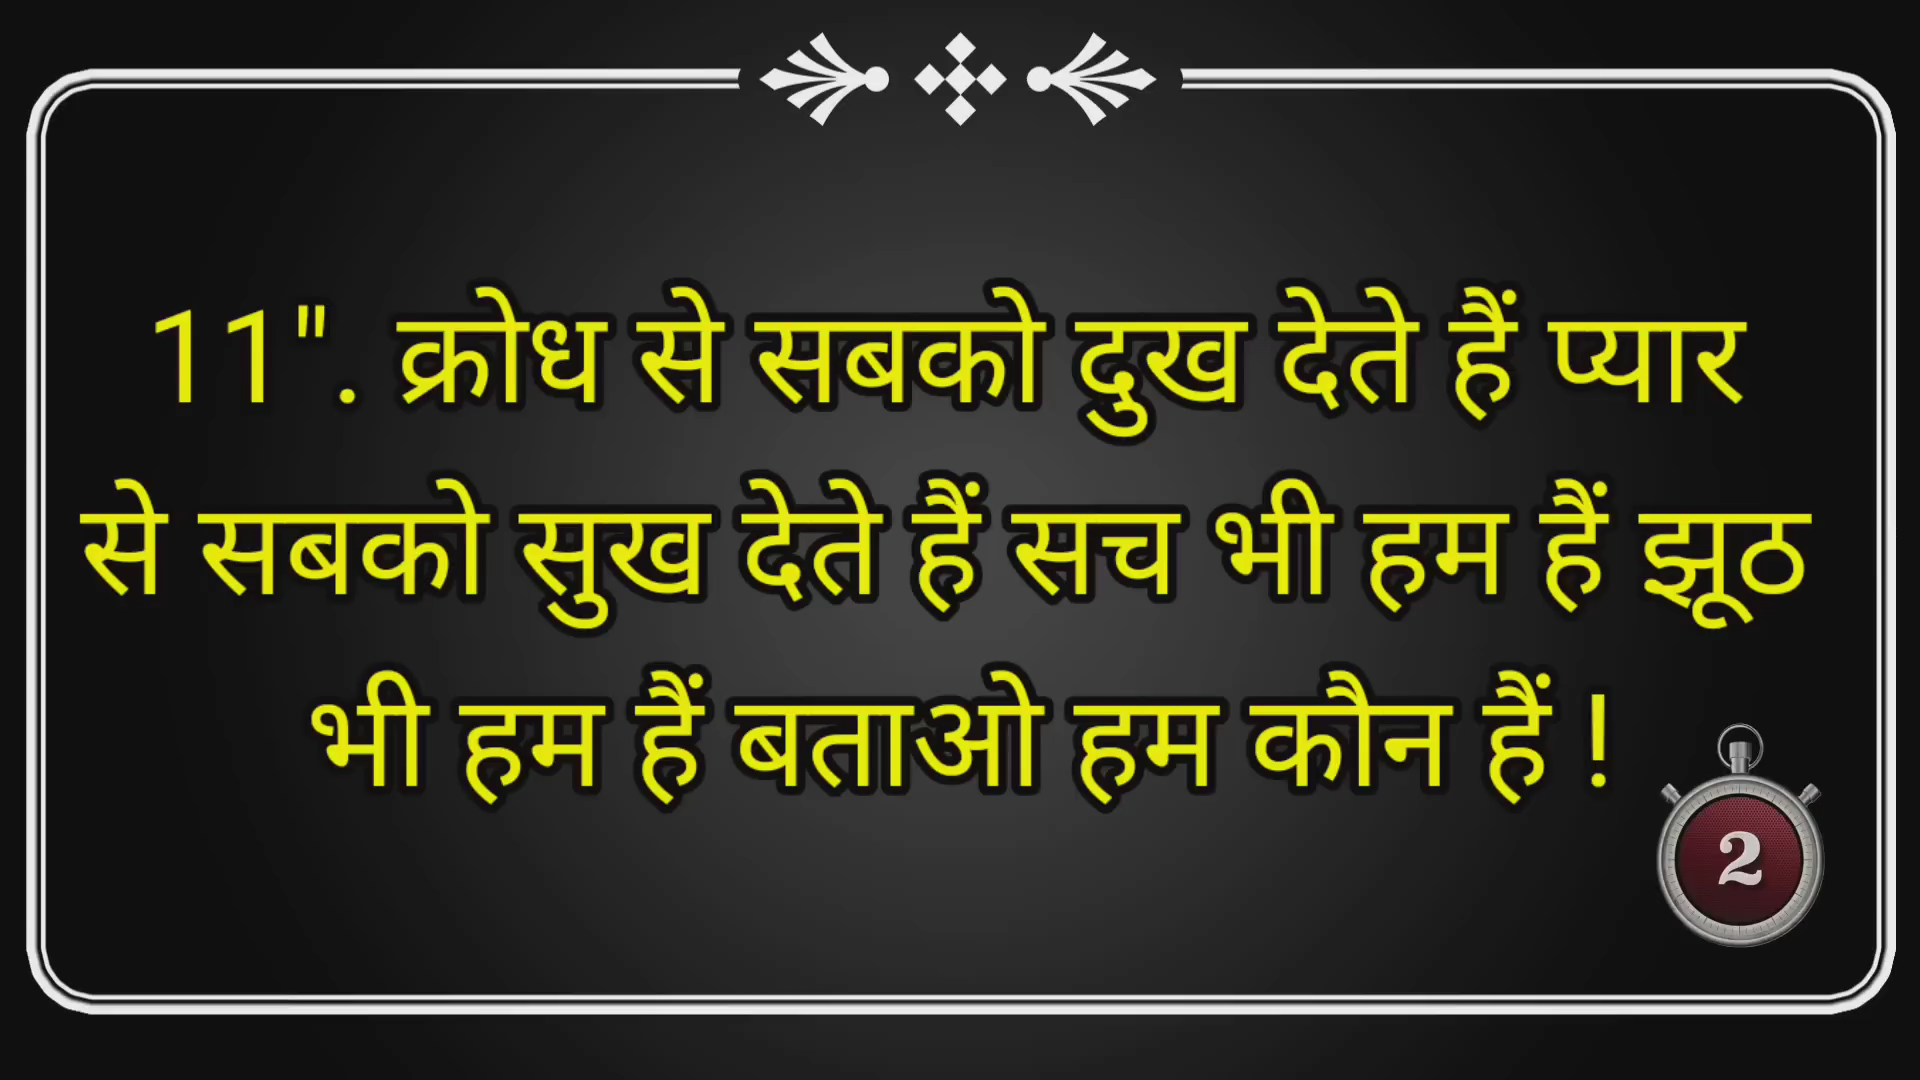 11". क्रोध से सबको दुख देते हैं प्यार
से सबको सुख देते हैं सच भी हम हैं झूठ
भी हम हैं बताओ हम कौन हैं !
2